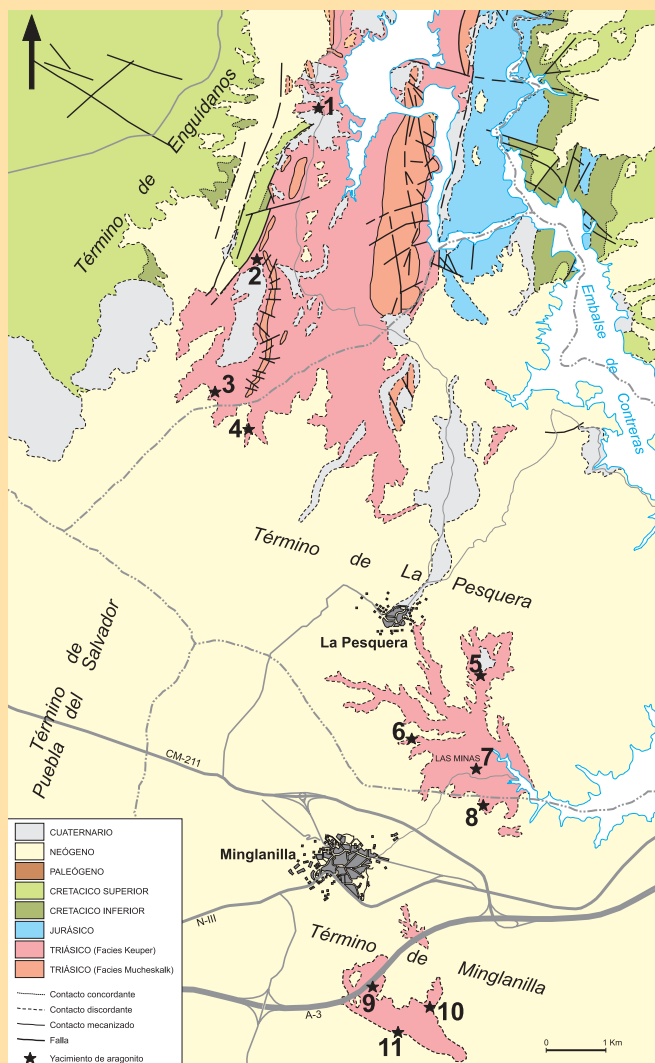 1
Término de Enguídanos
2
3
4
Embalse de Contreras
Término de La Pesquera
La Pesquera
Término de Salvador
Puebla del
5
6
LAS MINAS
7
8
CM-211
Minglanilla
N-III
Término de Minglanilla
A-3
9
10
11
CUATERNARIO
NEÓGENO
PALEÓGENO
CRETACICO SUPERIOR
CRETACICO INFERIOR
JURÁSICO
TRIÁSICO (Facies Keuper)
TRIÁSICO (Facies Mucheskalk)
Contacto concordante
Contacto discordante
Contacto mecanizado
Falla
Yacimiento de aragonito
0 1 Km